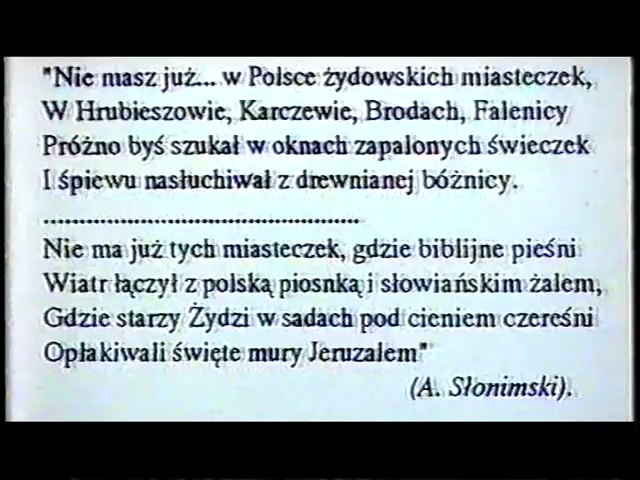 "Nie masz już... w Polsce żydowskich miasteczek,
W Hrubieszowie, Karczewie, Brodach, Falenicy
Próżno byś szukał w oknach zapalonych świeczek
I śpiewu nasłuchiwał z drewnianej bóżnicy.
............................................
Nie ma już tych miasteczek, gdzie biblijne pieśni
Wiatr łączył z polską piosnką i słowiańskim żalem,
Gdzie starzy Żydzi w sadach pod cieniem czereśni
Opłakiwali święte mury Jeruzalem"
(A. Słonimski).